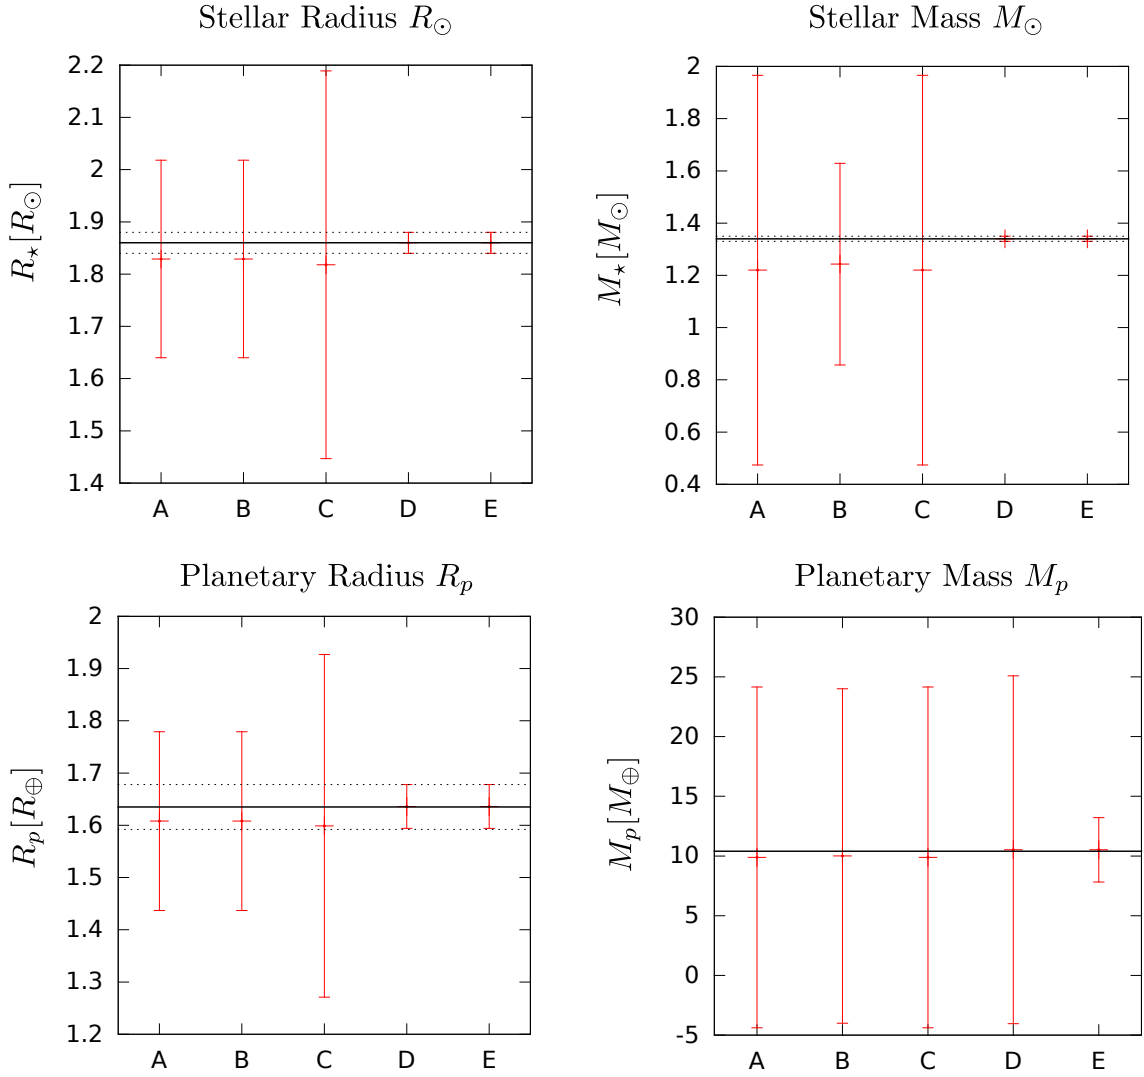 Stellar Radius R☉
R⋆[R☉]
2.2
2.1
2
1.9
1.8
1.7
1.6
1.5
1.4
A B C D E
Stellar Mass M☉
M⋆[M☉]
2
1.8
1.6
1.4
1.2
1
0.8
0.6
0.4
A B C D E
Planetary Radius Rp
Rp[R⊕]
2
1.9
1.8
1.7
1.6
1.5
1.4
1.3
1.2
A B C D E
Planetary Mass Mp
Mp[M⊕]
30
25
20
15
10
5
0
-5
A B C D E